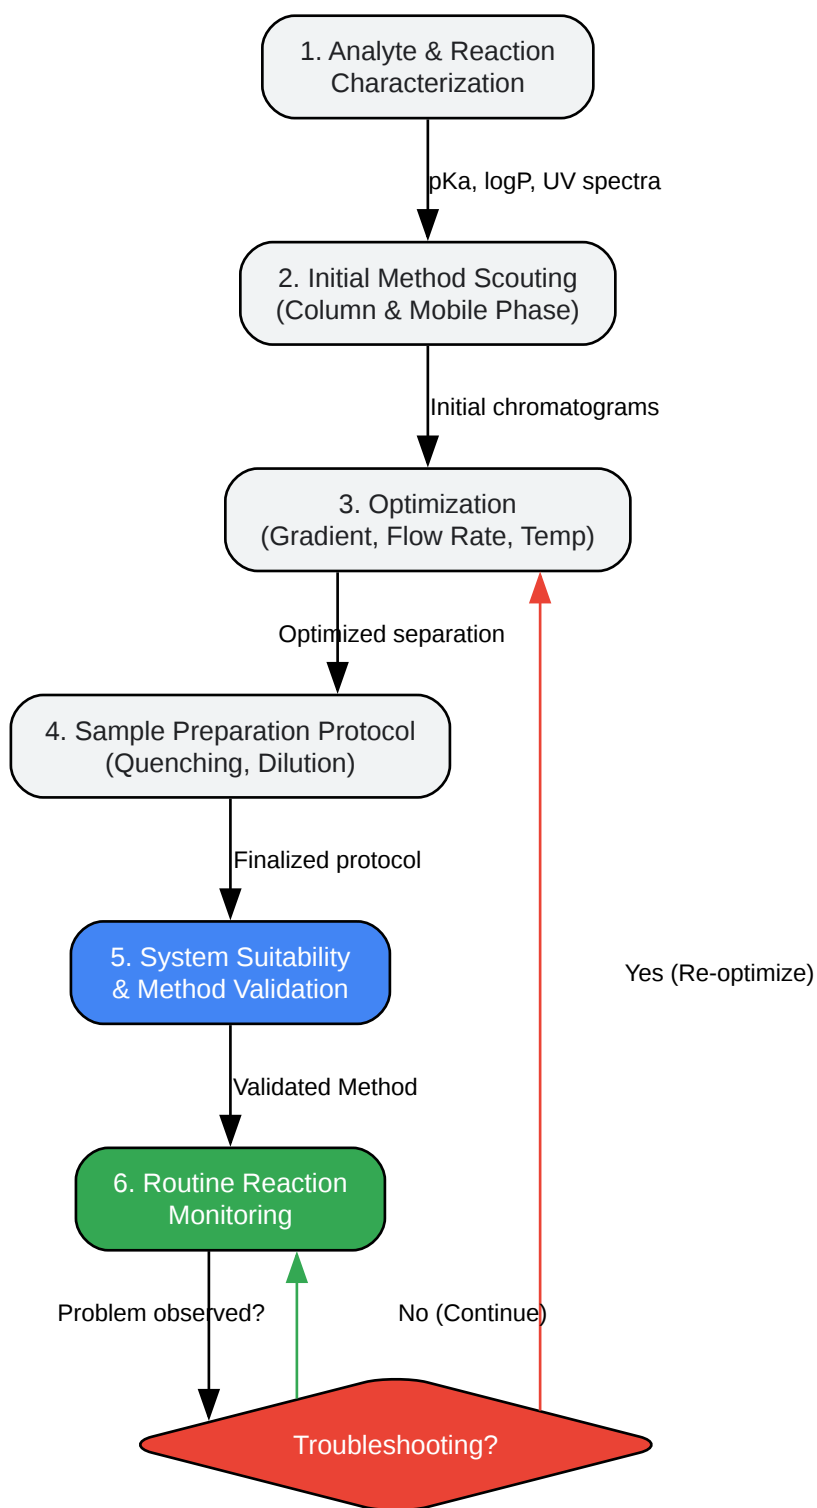 1. Analyte & Reaction
Characterization
pKa, logP, UV spectra
2. Initial Method Scouting
(Column & Mobile Phase)
Initial chromatograms
3. Optimization
(Gradient, Flow Rate, Temp)
Optimized separation
4. Sample Preparation Protocol
(Quenching, Dilution)
Finalized protocol
5. System Suitability
& Method Validation
Yes (Re-optimize)
Validated Method
6. Routine Reaction
Monitoring
Problem observed?
No (Continue)
Troubleshooting?